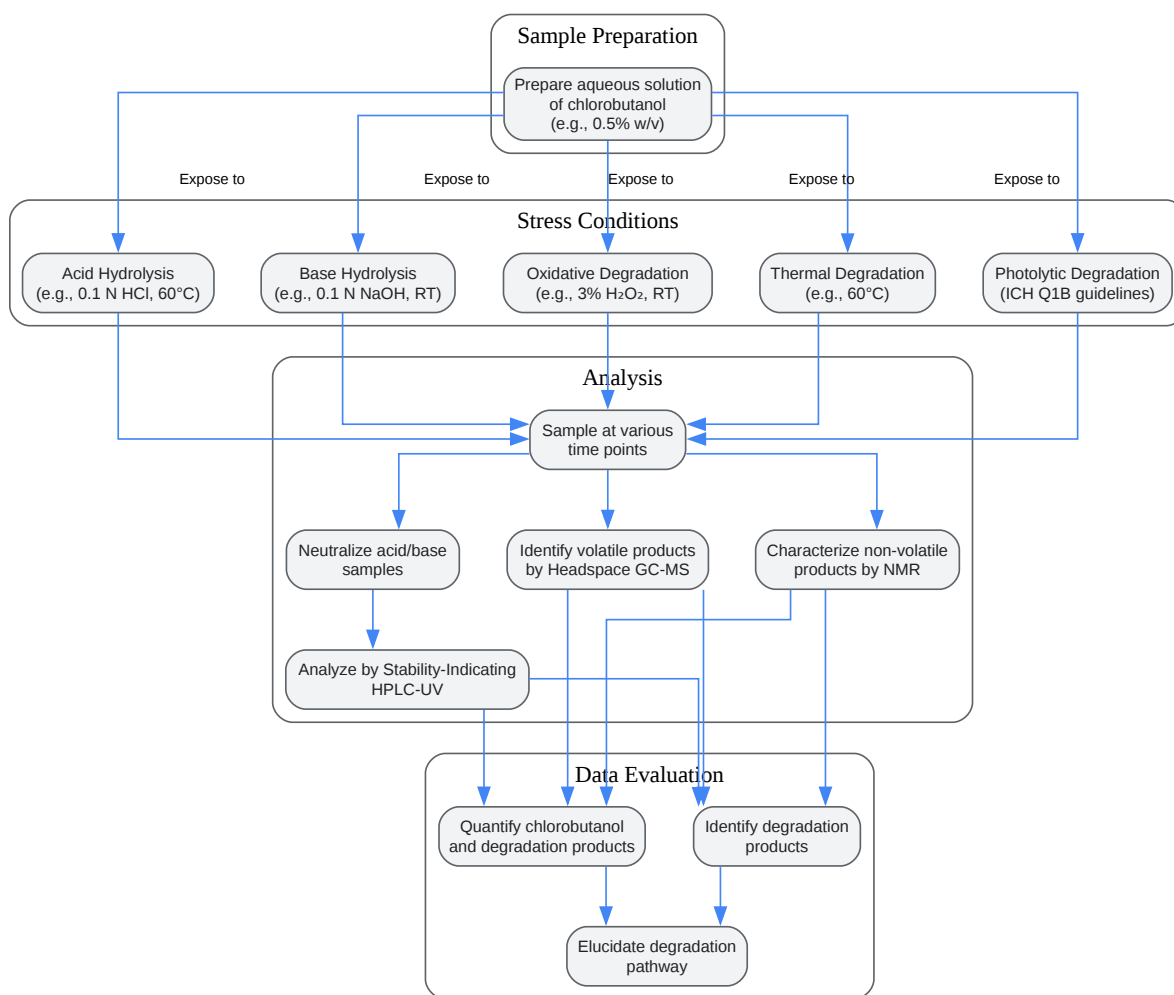 Sample Preparation
Prepare aqueous solution
of chlorobutanol
(e.g., 0.5% w/v)
Expose to
Expose to
Expose to
Expose to
Expose to
Stress Conditions
Acid Hydrolysis
(e.g., 0.1 N HCl, 60°C)
Base Hydrolysis
(e.g., 0.1 N NaOH, RT)
Oxidative Degradation
(e.g., 3% H₂O₂, RT)
Thermal Degradation
(e.g., 60°C)
Photolytic Degradation
(ICH Q1B guidelines)
Analysis
Sample at various
time points
Neutralize acid/base
samples
Identify volatile products
by Headspace GC-MS
Characterize non-volatile
products by NMR
Analyze by Stability-Indicating
HPLC-UV
Data Evaluation
Quantify chlorobutanol
and degradation products
Identify degradation
products
Elucidate degradation
pathway